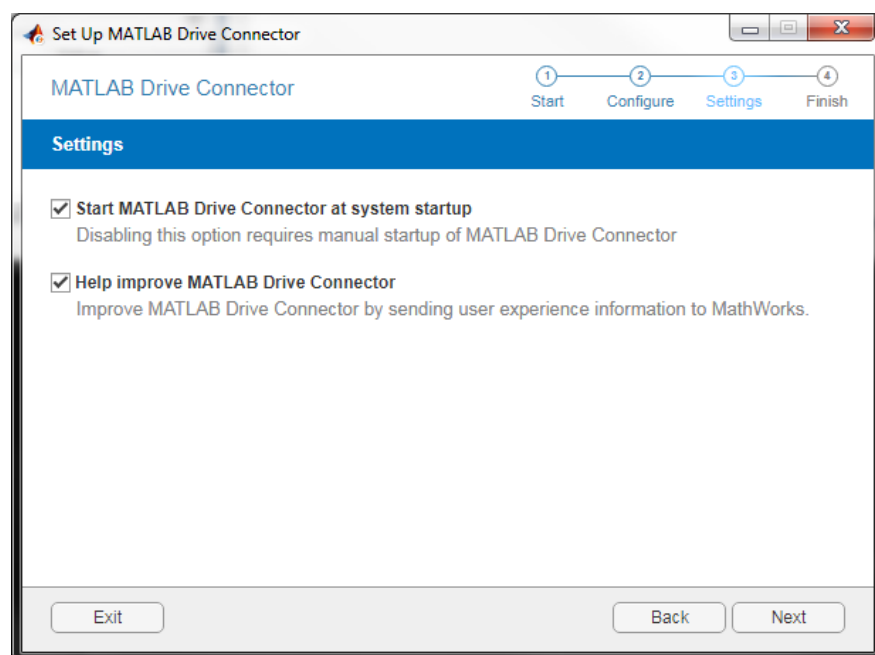 Set Up MATLAB Drive Connector
MATLAB Drive Connector
1 2 3 4
Start Configure Settings Finish
Settings
Start MATLAB Drive Connector at system startup
Disabling this option requires manual startup of MATLAB Drive Connector
Help improve MATLAB Drive Connector
Improve MATLAB Drive Connector by sending user experience information to MathWorks.
Exit Back Next